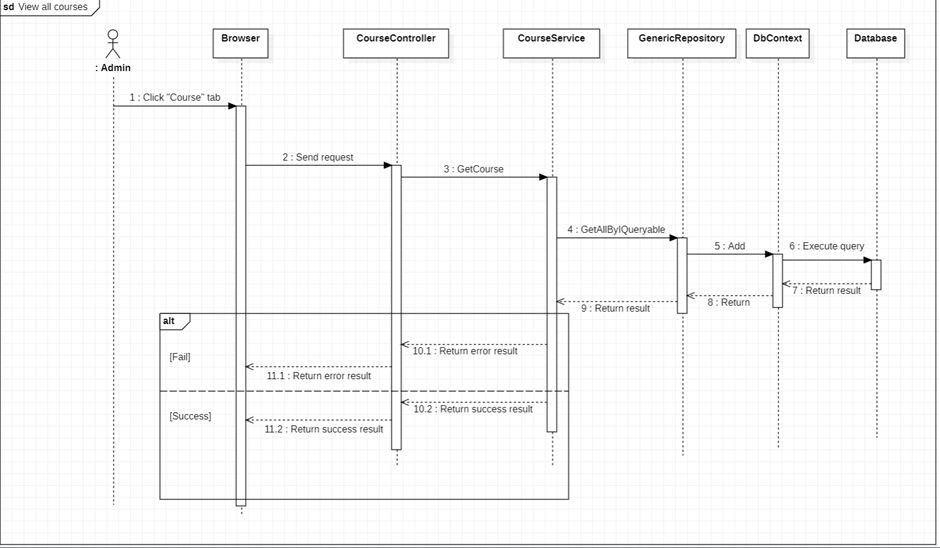 sd View all courses
: Admin
Browser
CourseController
CourseService
GenericRepository
DbContext
Database
1 : Click "Course" tab
2 : Send request
3 : GetCourse
4 : GetAllByIQueryable
5 : Add
6 : Execute query
7 : Return result
8 : Return
9 : Return result
alt
[Fail]
10.1 : Return error result
11.1 : Return error result
[Success]
10.2 : Return success result
11.2 : Return success result